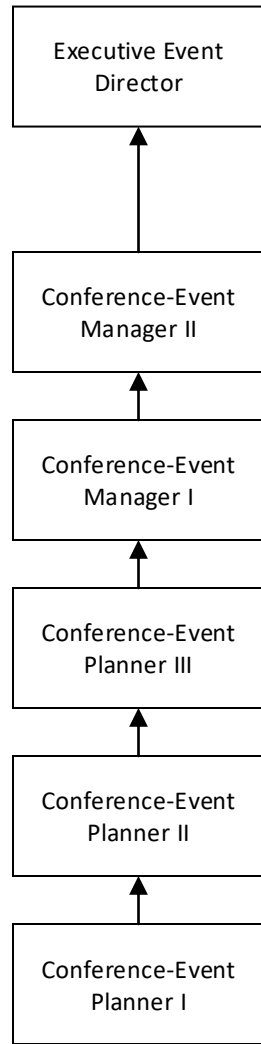 Executive Event
Director
Conference-Event
Manager II
Conference-Event
Manager I
Conference-Event
Planner III
Conference-Event
Planner II
Conference-Event
Planner I